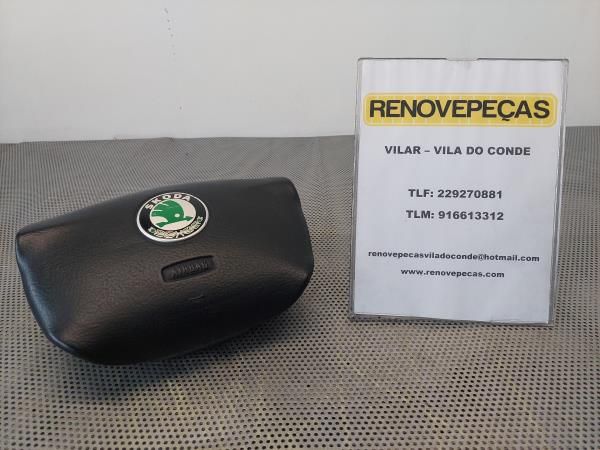 SKODA
AIRBAG
RENOVEPEÇAS
VILAR – VILA DO CONDE
TLF: 229270881
TLM: 916613312
renovepecasviladoconde@hotmail.com
www.renovepecas.com